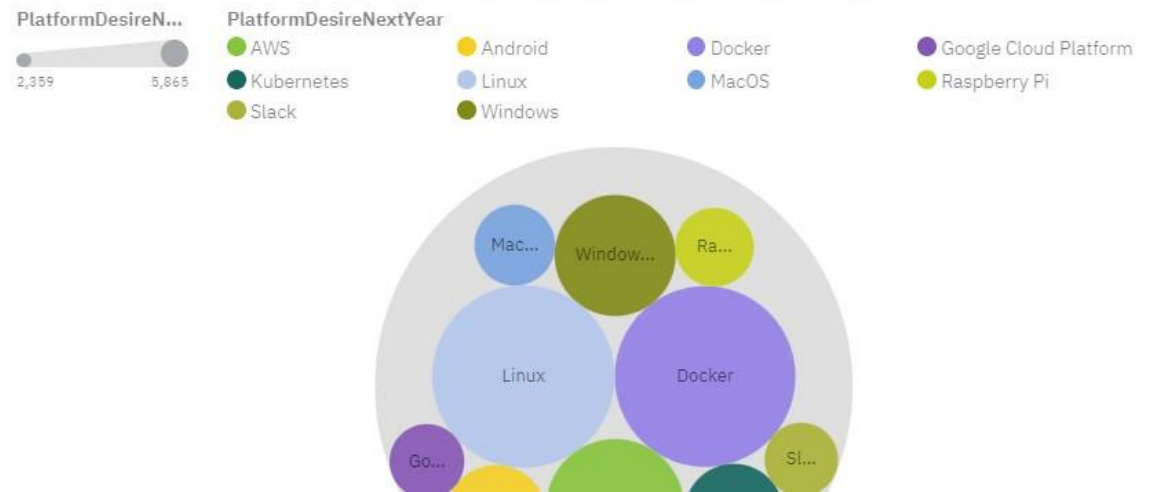 PlatformDesireN...
PlatformDesireNextYear
AWS
Android
Docker
Google Cloud Platform
Kubernetes
Linux
MacOS
Raspberry Pi
Slack
Windows
2,359
5,865
Mac...
Window...
Ra...
Linux
Docker
Go...
Sl...